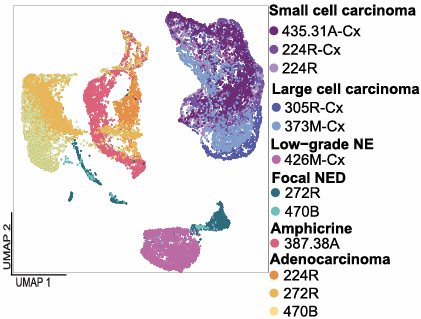 Small cell carcinoma
435.31A-Cx
224R-Cx
224R
Large cell carcinoma
305R-Cx
373M-Cx
Low-grade NE
426M-Cx
Focal NED
272R
470B
Amphicrine
387.38A
Adenocarcinoma
224R
272R
470B
UMAP 2
UMAP 1